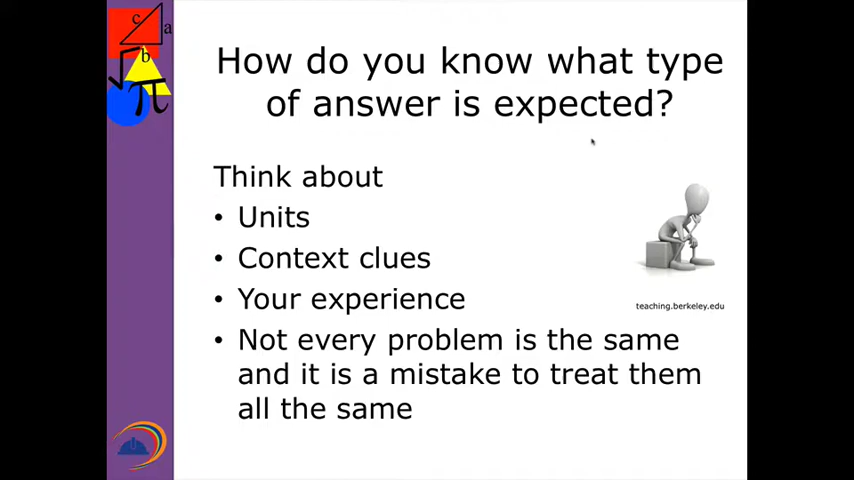 c
a
b
√
π
How do you know what type
of answer is expected?
Think about
• Units
• Context clues
• Your experience
• Not every problem is the same
and it is a mistake to treat them
all the same
teaching.berkeley.edu